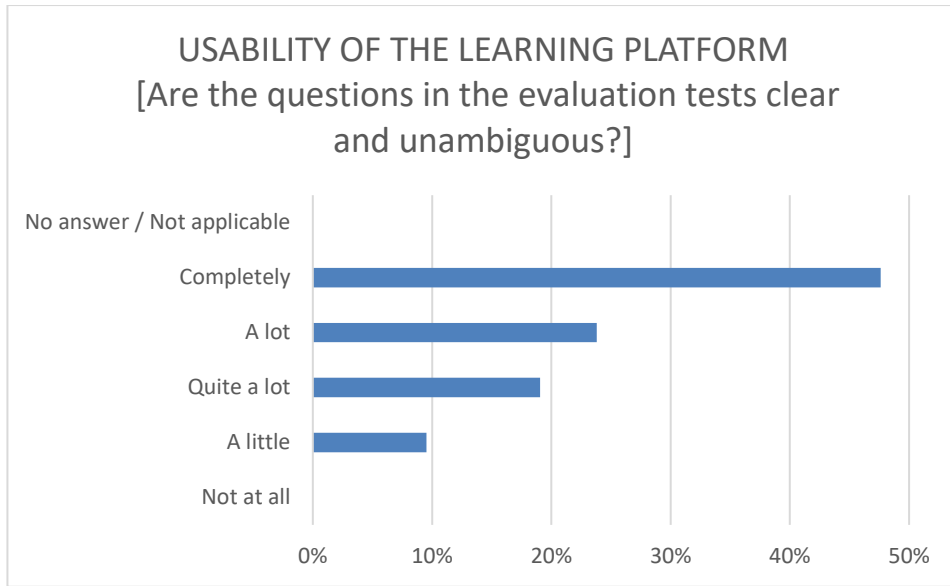 USABILITY OF THE LEARNING PLATFORM
[Are the questions in the evaluation tests clear
and unambiguous?]
No answer / Not applicable
Completely
A lot
Quite a lot
A little
Not at all
0% 10% 20% 30% 40% 50%